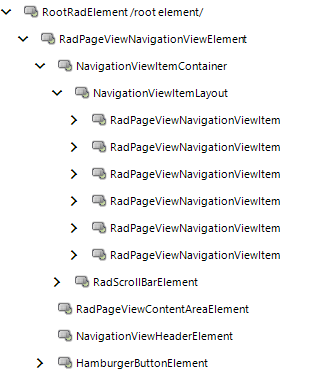 RootRadElement /root element/
RadPageViewNavigationViewElement
NavigationViewItemContainer
NavigationViewItemLayout
RadPageViewNavigationViewItem
RadPageViewNavigationViewItem
RadPageViewNavigationViewItem
RadPageViewNavigationViewItem
RadPageViewNavigationViewItem
RadPageViewNavigationViewItem
RadScrollBarElement
RadPageViewContentAreaElement
NavigationViewHeaderElement
HamburgerButtonElement